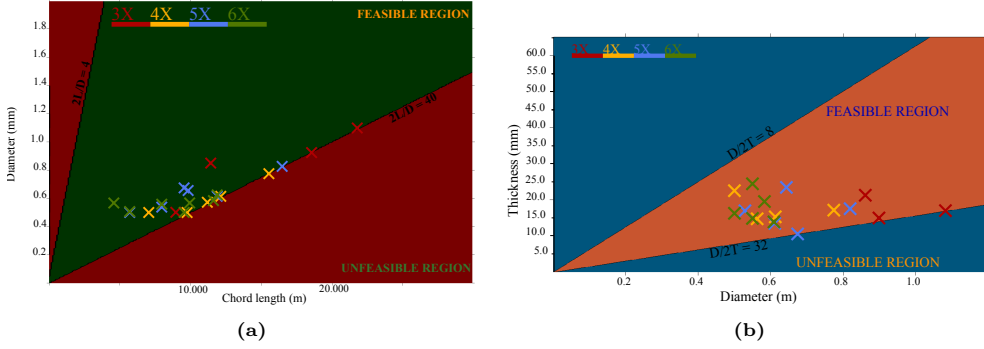 3X 4X 5X 6X
FEASIBLE REGION
1.8
1.4
1.2
1.0
0.8
0.6
0.4
0.2
2L/D = 4
2L/D = 40
UNFEASIBLE REGION
Diameter (mm)
10.000
20.000
Chord length (m)
(a)
3X 4X 5X 6X
60.0
55.0
50.0
45.0
40.0
35.0
30.0
25.0
20.0
15.0
10.0
5.0
FEASIBLE REGION
D/2T = 8
D/2T = 32
UNFEASIBLE REGION
Thickness (mm)
0.2
0.4
0.6
0.8
1.0
Diameter (m)
(b)